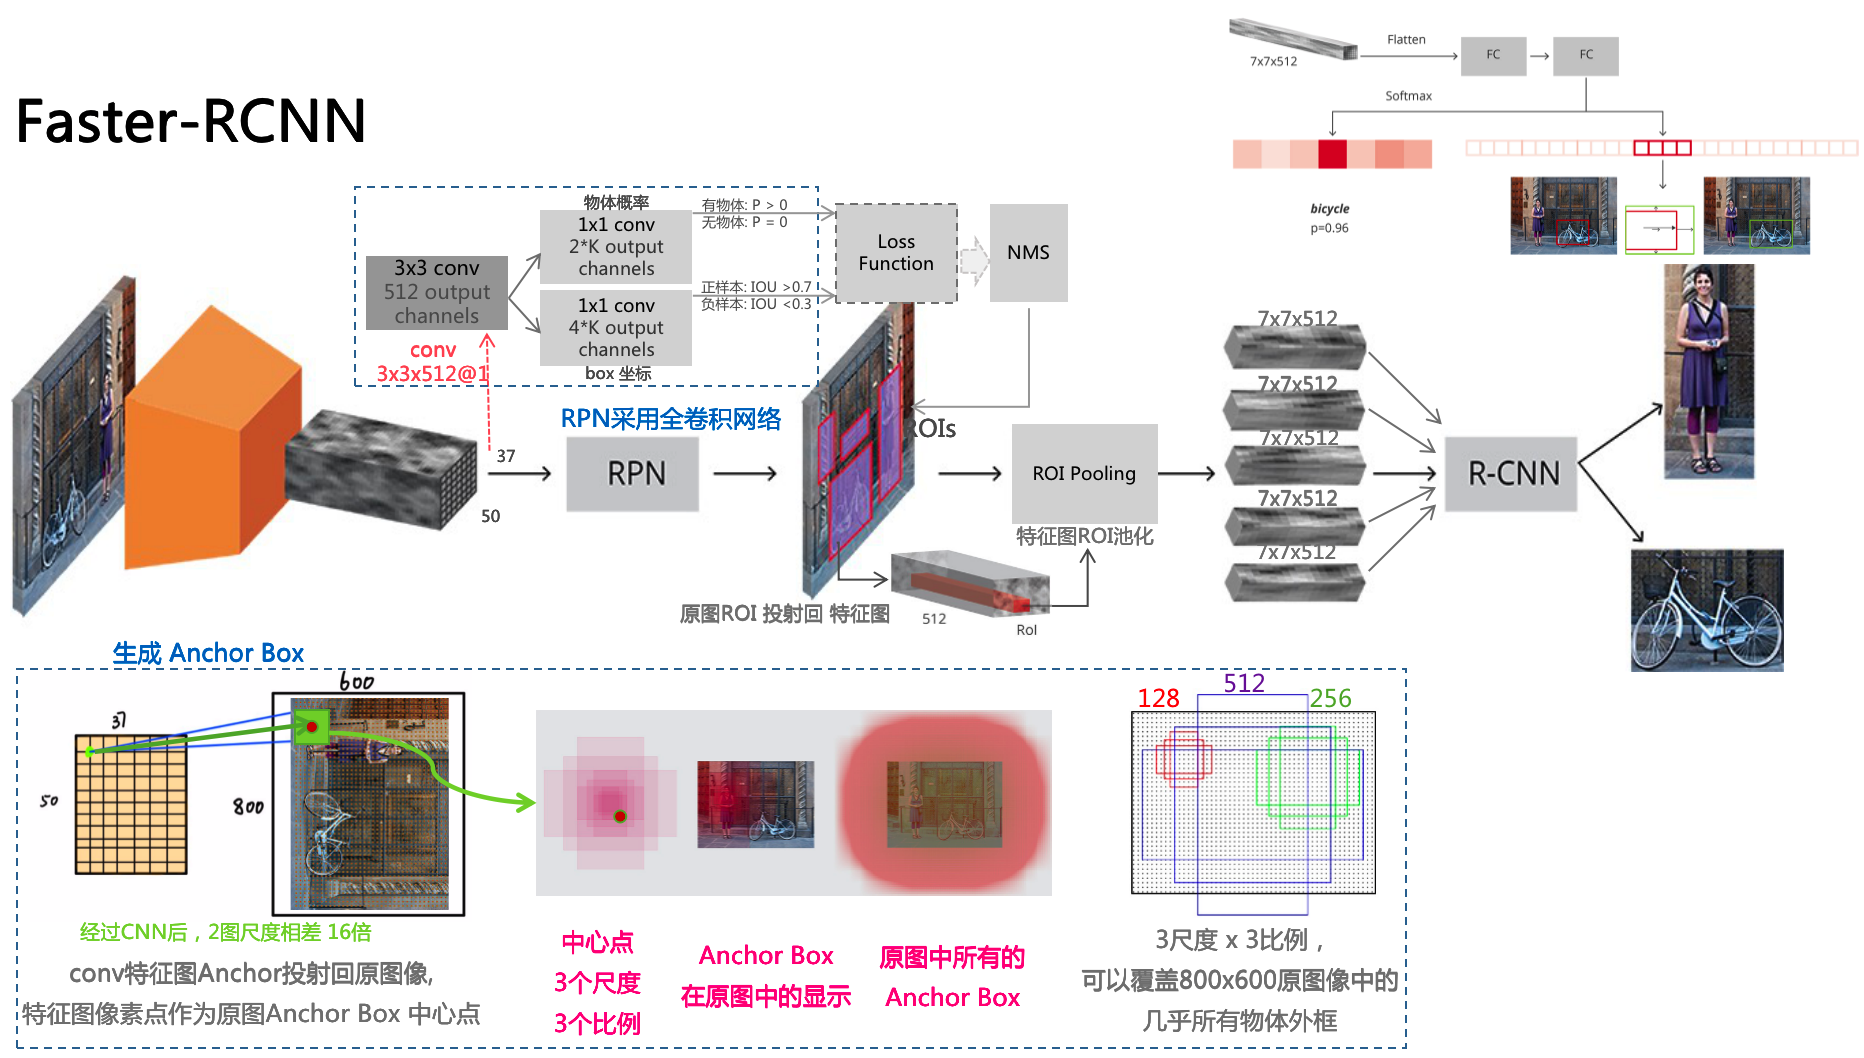 Faster-RCNN
7x7x512
Flatten
FC
FC
Softmax
bicycle
p=0.96
物体概率
1x1 conv
2*K output
channels
3x3 conv
512 output
channels
1x1 conv
4*K output
channels
box 坐标
conv
3x3x512@1
有物体: P > 0
无物体: P = 0
正样本: IOU >0.7
负样本: IOU <0.3
Loss
Function
NMS
RPN采用全卷积网络
37
50
RPN
ROIs
ROI Pooling
特征图ROI池化
原图ROI 投射回 特征图
512
RoI
7x7x512
7x7x512
7x7x512
7x7x512
7x7x512
R-CNN
生成 Anchor Box
37
50
600
800
经过CNN后，2图尺度相差 16倍
conv特征图Anchor投射回原图像,
特征图像素点作为原图Anchor Box 中心点
中心点
3个尺度
3个比例
Anchor Box
在原图中的显示
原图中所有的
Anchor Box
128
512
256
3尺度 x 3比例，
可以覆盖800x600原图像中的
几乎所有物体外框